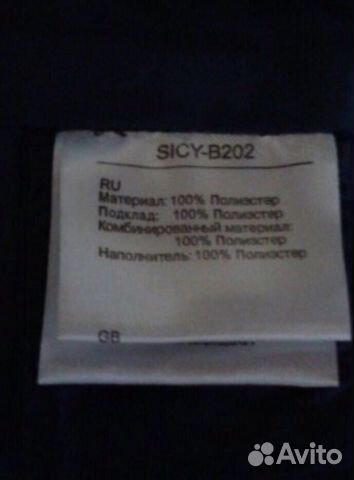 SICY-B202
RU
Материал: 100% Полиэстер
Подклад: 100% Полиэстер
Комбинированный материал:
100% Полиэстер
Наполнитель: 100% Полиэстер
GB
Avito